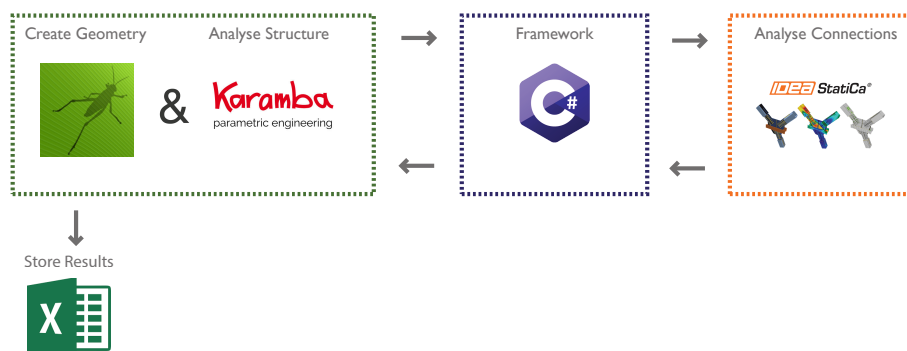 Create Geometry
Analyse Structure
Framework
Analyse Connections
&
Karamba
parametric engineering
C#
IDEA StatiCa®
Store Results
X